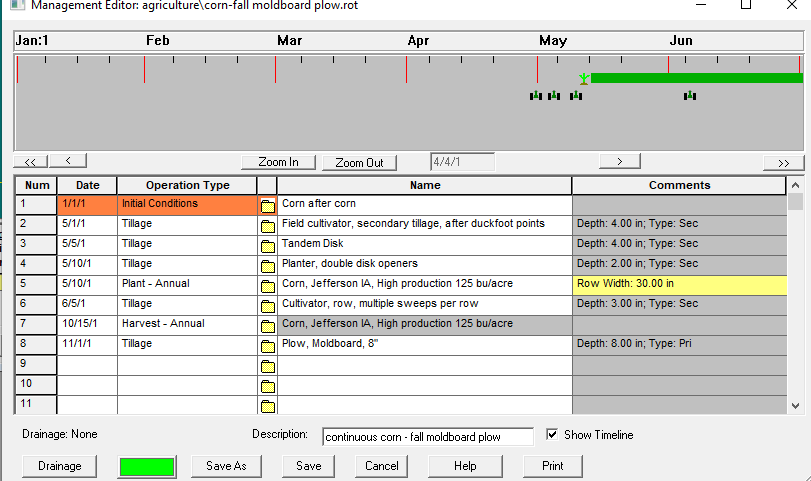 Management Editor: agriculture\corn-fall moldboard plow.rot
Jan:1 Feb Mar Apr May Jun
<< < Zoom In Zoom Out 4/4/1 > >>
Num Date Operation Type Name Comments
1 1/1/1 Initial Conditions Corn after corn
2 5/1/1 Tillage Field cultivator, secondary tillage, after duckfoot points Depth: 4.00 in; Type: Sec
3 5/5/1 Tillage Tandem Disk Depth: 4.00 in; Type: Sec
4 5/10/1 Tillage Planter, double disk openers Depth: 2.00 in; Type: Sec
5 5/10/1 Plant - Annual Corn, Jefferson IA, High production 125 bu/acre Row Width: 30.00 in
6 6/5/1 Tillage Cultivator, row, multiple sweeps per row Depth: 3.00 in; Type: Sec
7 10/15/1 Harvest - Annual Corn, Jefferson IA, High production 125 bu/acre
8 11/1/1 Tillage Plow, Moldboard, 8" Depth: 8.00 in; Type: Pri
9
10
11
Drainage: None Description: continuous corn - fall moldboard plow Show Timeline
Drainage Save As Save Cancel Help Print